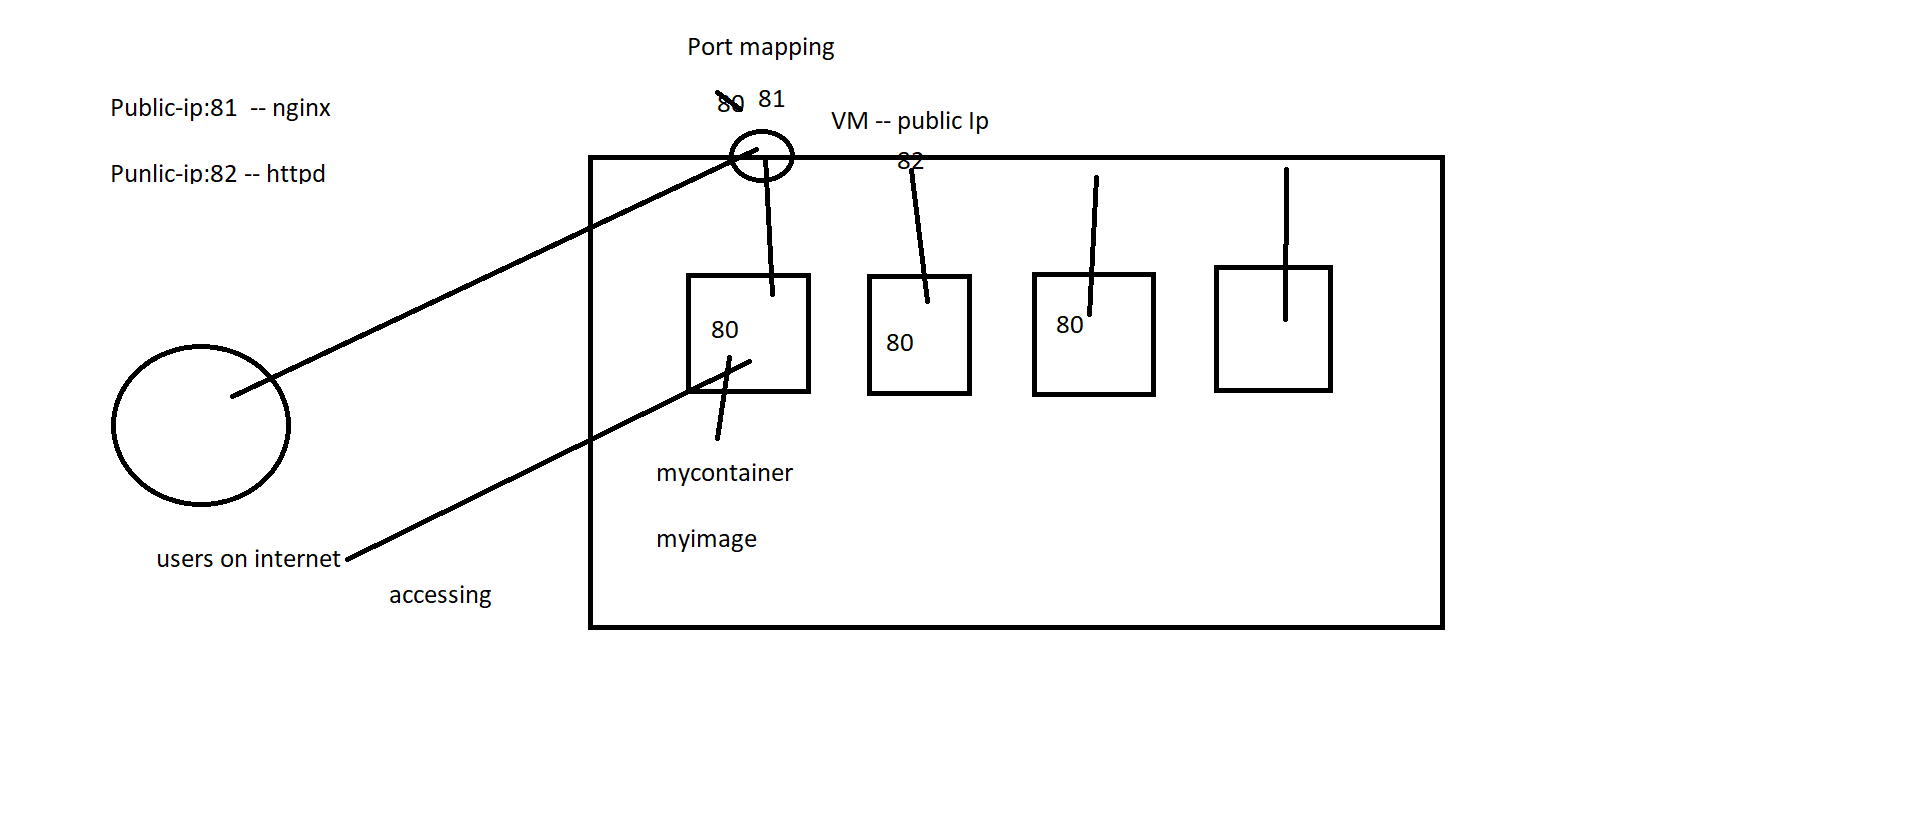 Port mapping
80 81
Public-ip:81 -- nginx
VM -- public Ip
82
Punlic-ip:82 -- httpd
80
80
80
mycontainer
myimage
users on internet
accessing